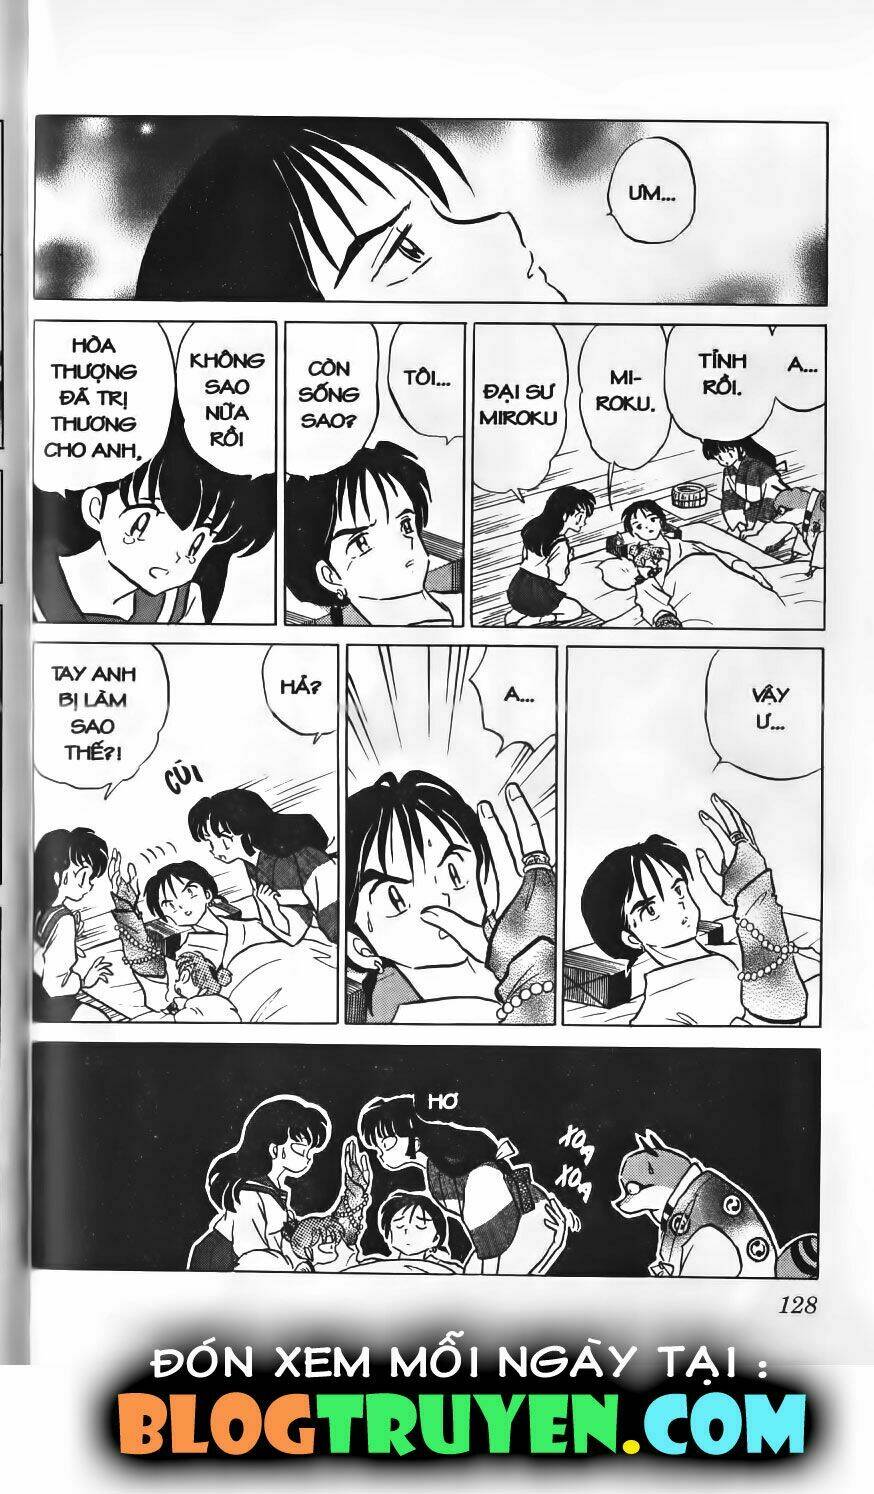 ƯM...
A...
TỈNH
RỒI.
MI-
ROKU.
ĐẠI SƯ
MIROKU
TÔI...
CÒN
SỐNG
SAO?
KHÔNG
SAO
NỮA
RỒI
HÒA
THƯỢNG
ĐÃ TRỊ
THƯƠNG
CHO ANH.
VẬY
Ư...
A...
HẢ?
TAY ANH
BỊ LÀM
SAO
THẾ?!
CÚI
HƠ
XOA
XOA
128
ĐÓN XEM MỖI NGÀY TẠI :
BLOGTRUYEN.COM